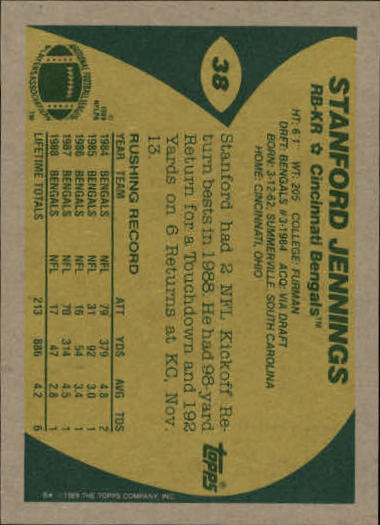 38
STANFORD JENNINGS
RB-KR ☆ Cincinnati Bengals™
HT: 6'1 WT: 205 COLLEGE: FURMAN
DRFT: BENGALS #3-1984 ACQ: VIA DRAFT
BORN: 3-12-62, SUMMERVILLE, SOUTH CAROLINA
HOME: CINCINNATI, OHIO
Stanford had 2 NFL Kickoff Re-
turn bests in 1988. He had 98-yard
Return for a Touchdown and 192
Yards on 6 Returns at KC, Nov.
13.
TOPPS
RUSHING RECORD
YEAR TEAM ATT YDS AVG TDS
1984 BENGALS NFL 79 379 4.8 2
1985 BENGALS NFL 31 92 3.0 1
1986 BENGALS NFL 16 54 3.4 1
1987 BENGALS NFL 70 314 4.5 1
1988 BENGALS NFL 17 47 2.8 1
LIFETIME TOTALS 213 886 4.2 6
© 1989 THE TOPPS COMPANY, INC.